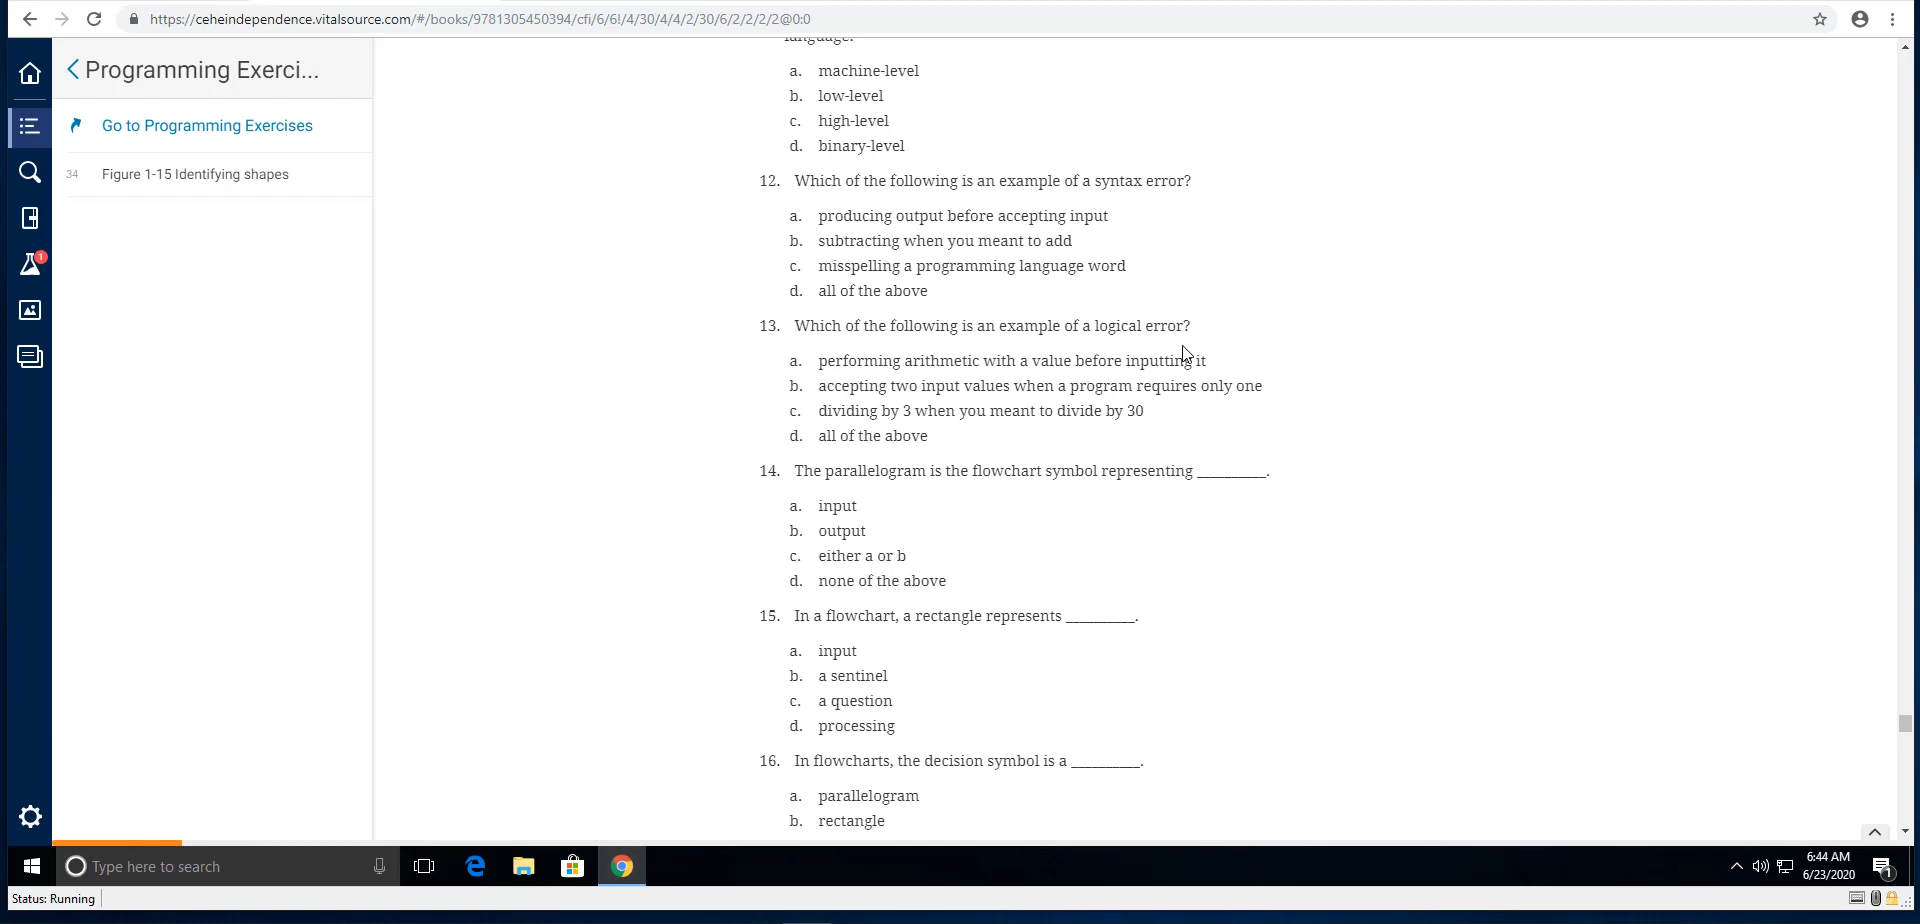 https://ceheindependence.vitalsource.com/#/books/9781305450394/cfi/6/6!/4/30/4/4/2/30/6/2/2/2/2@0:0
Programming Exerci...
Go to Programming Exercises
34 Figure 1-15 Identifying shapes
1
language.
a. machine-level
b. low-level
c. high-level
d. binary-level
12. Which of the following is an example of a syntax error?
a. producing output before accepting input
b. subtracting when you meant to add
c. misspelling a programming language word
d. all of the above
13. Which of the following is an example of a logical error?
a. performing arithmetic with a value before inputting it
b. accepting two input values when a program requires only one
c. dividing by 3 when you meant to divide by 30
d. all of the above
14. The parallelogram is the flowchart symbol representing __________.
a. input
b. output
c. either a or b
d. none of the above
15. In a flowchart, a rectangle represents __________.
a. input
b. a sentinel
c. a question
d. processing
16. In flowcharts, the decision symbol is a __________.
a. parallelogram
b. rectangle
Type here to search
6:44 AM
6/23/2020
1
Status: Running